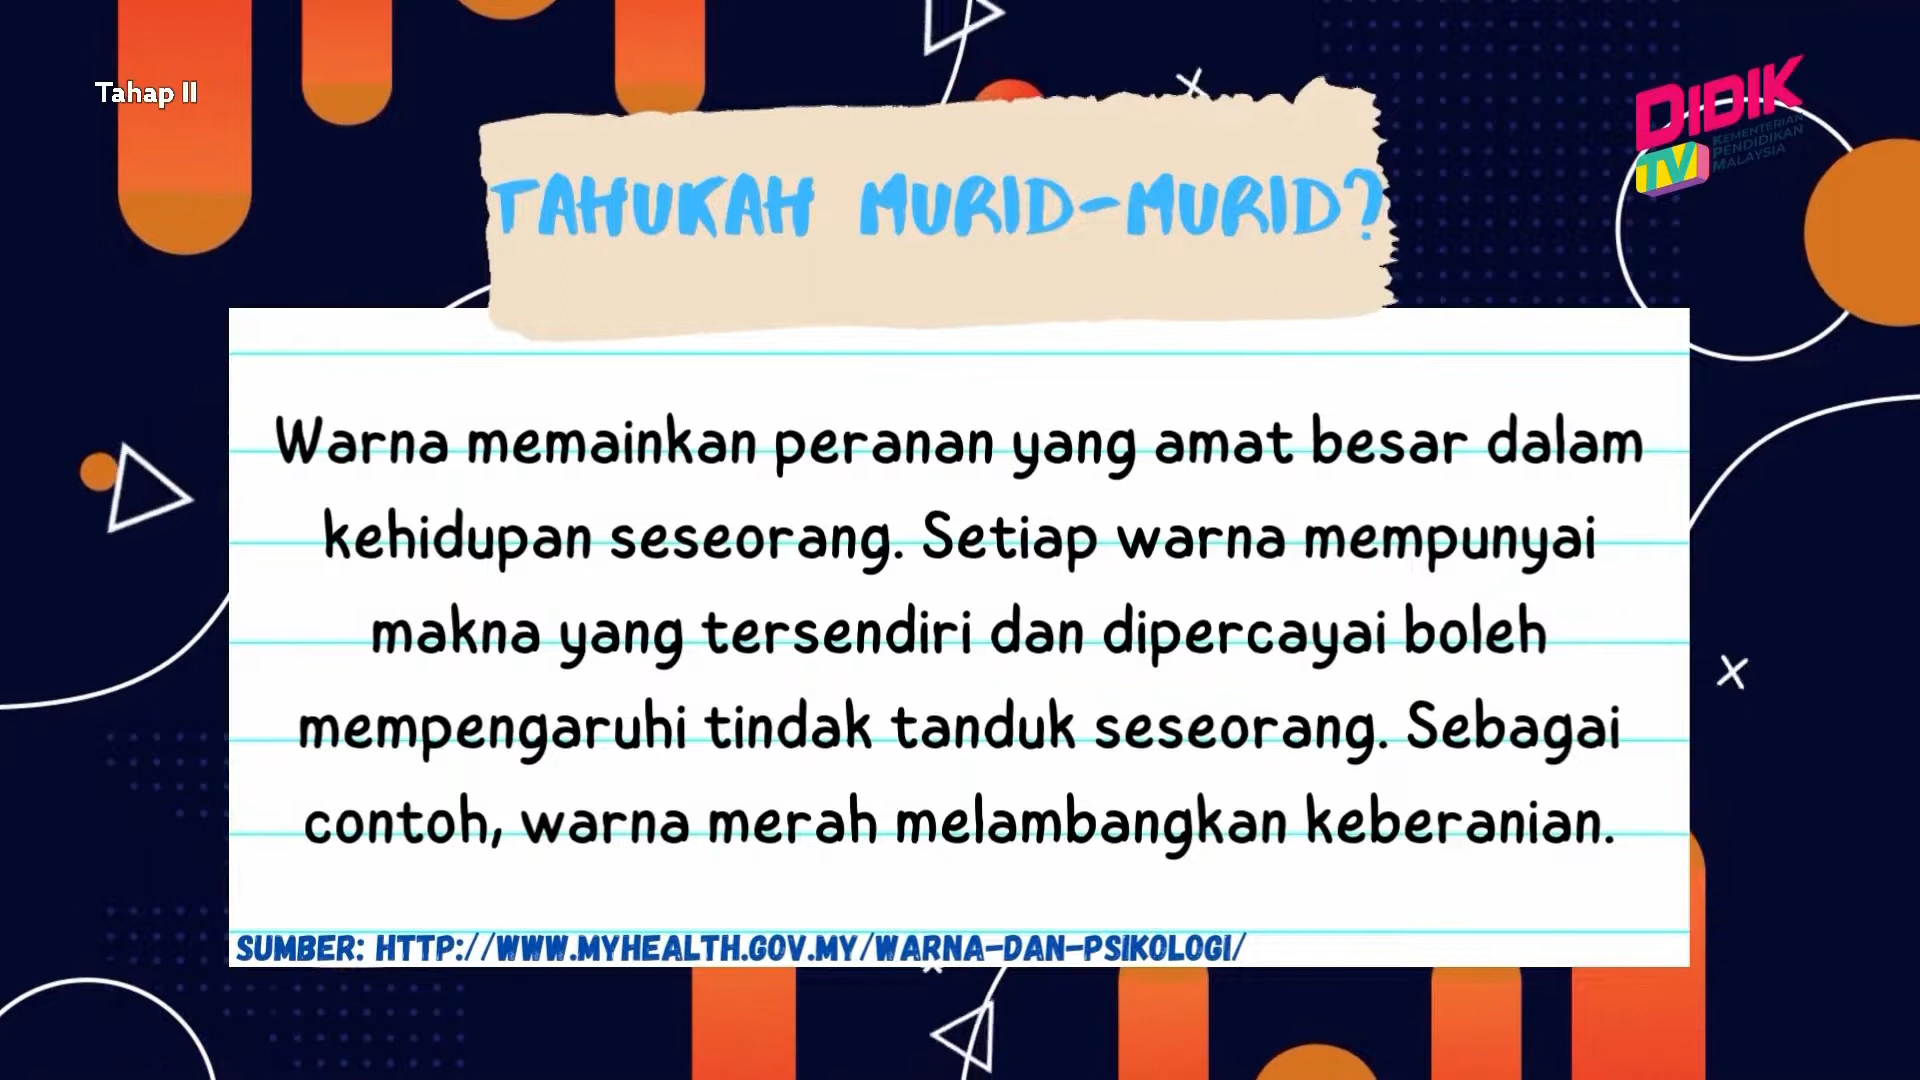 Tahap II
DIDIK
TV
KEMENTERIAN
PENDIDIKAN
MALAYSIA
TAHUKAH MURID-MURID?
Warna memainkan peranan yang amat besar dalam
kehidupan seseorang. Setiap warna mempunyai
makna yang tersendiri dan dipercayai boleh
mempengaruhi tindak tanduk seseorang. Sebagai
contoh, warna merah melambangkan keberanian.
SUMBER: HTTP://WWW.MYHEALTH.GOV.MY/WARNA-DAN-PSIKOLOGI/